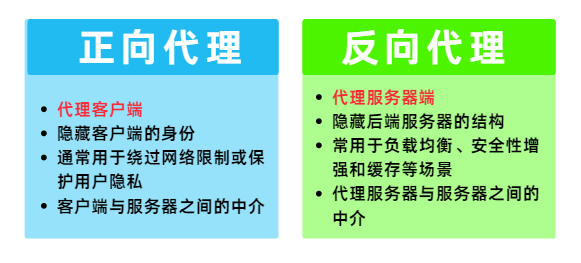 正向代理
• 代理客户端
• 隐藏客户端的身份
• 通常用于绕过网络限制或保
护用户隐私
• 客户端与服务器之间的中介
反向代理
• 代理服务器端
• 隐藏后端服务器的结构
• 常用于负载均衡、安全性增
强和缓存等场景
• 代理服务器与服务器之间的
中介